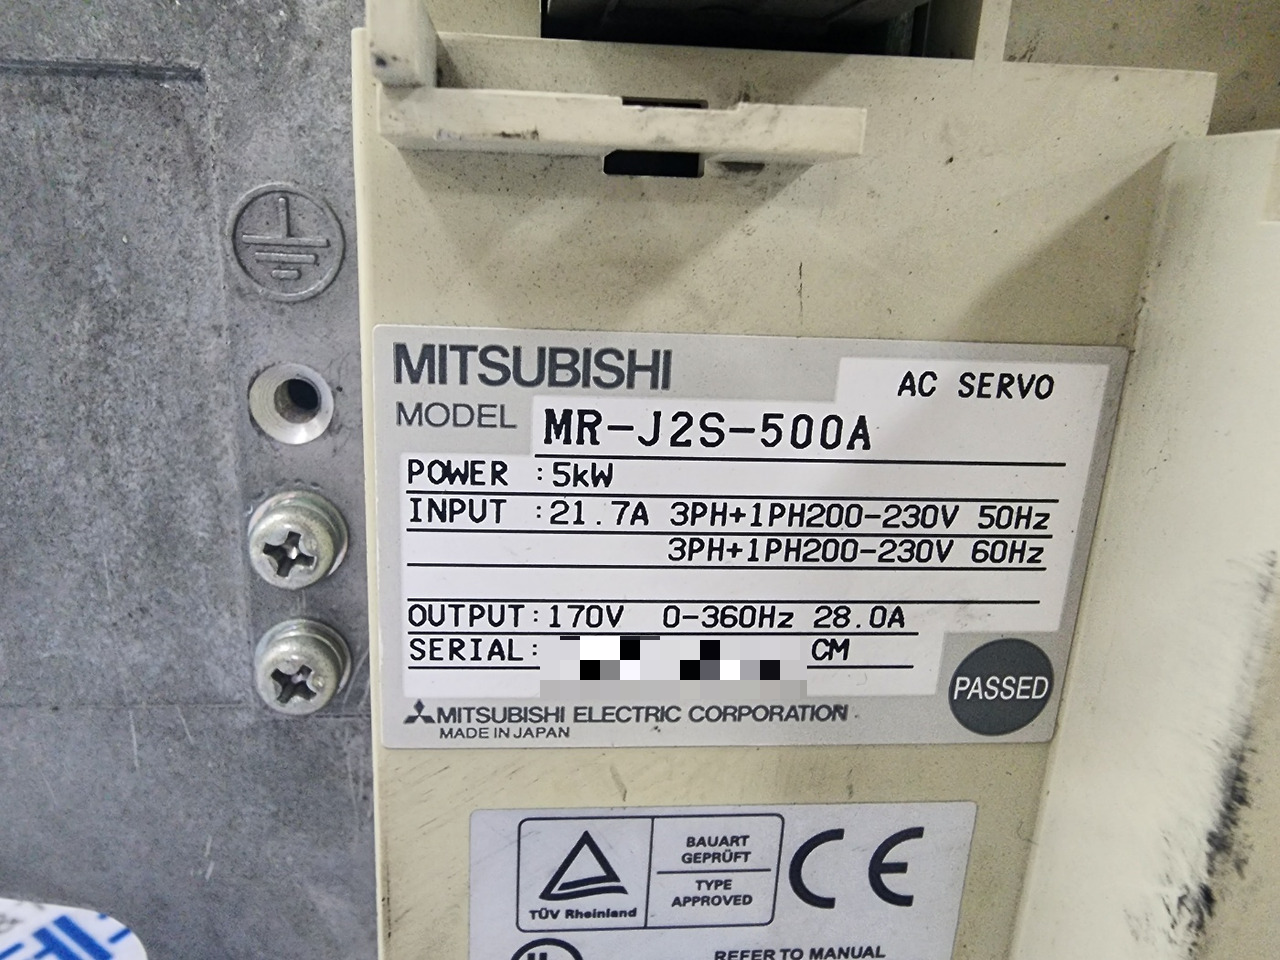 MITSUBISHI
AC SERVO
MODEL MR-J2S-500A
POWER :5kW
INPUT :21.7A 3PH+1PH200-230V 50Hz
3PH+1PH200-230V 60Hz
OUTPUT:170V 0-360Hz 28.0A
SERIAL: CM
PASSED
MITSUBISHI ELECTRIC CORPORATION
MADE IN JAPAN
BAUART
GEPRÜFT
TÜV Rheinland
TYPE
APPROVED
CE
REFER TO MANUAL